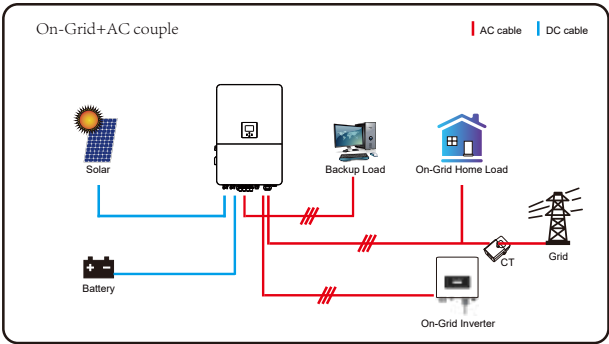 On-Grid+AC couple
AC cable
DC cable
Solar
Backup Load
On-Grid Home Load
Grid
CT
Battery
On-Grid Inverter